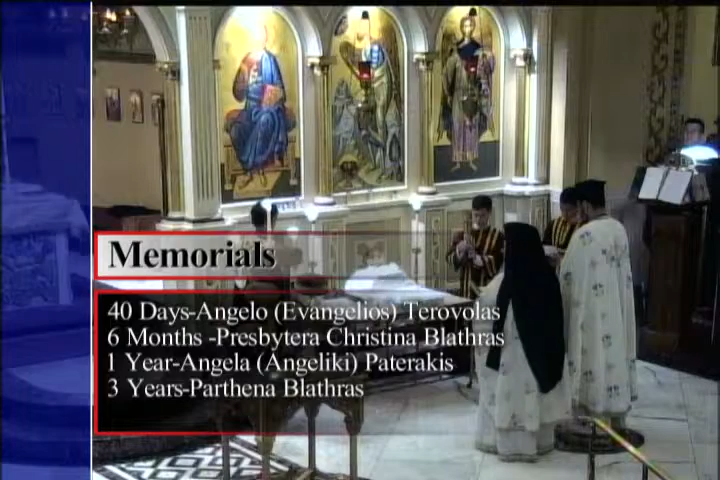 Memorials
40 Days-Angelo (Evangelios) Terovolas
6 Months -Presbytera Christina Blathras
1 Year-Angela (Angeliki) Paterakis
3 Years-Parthena Blathras